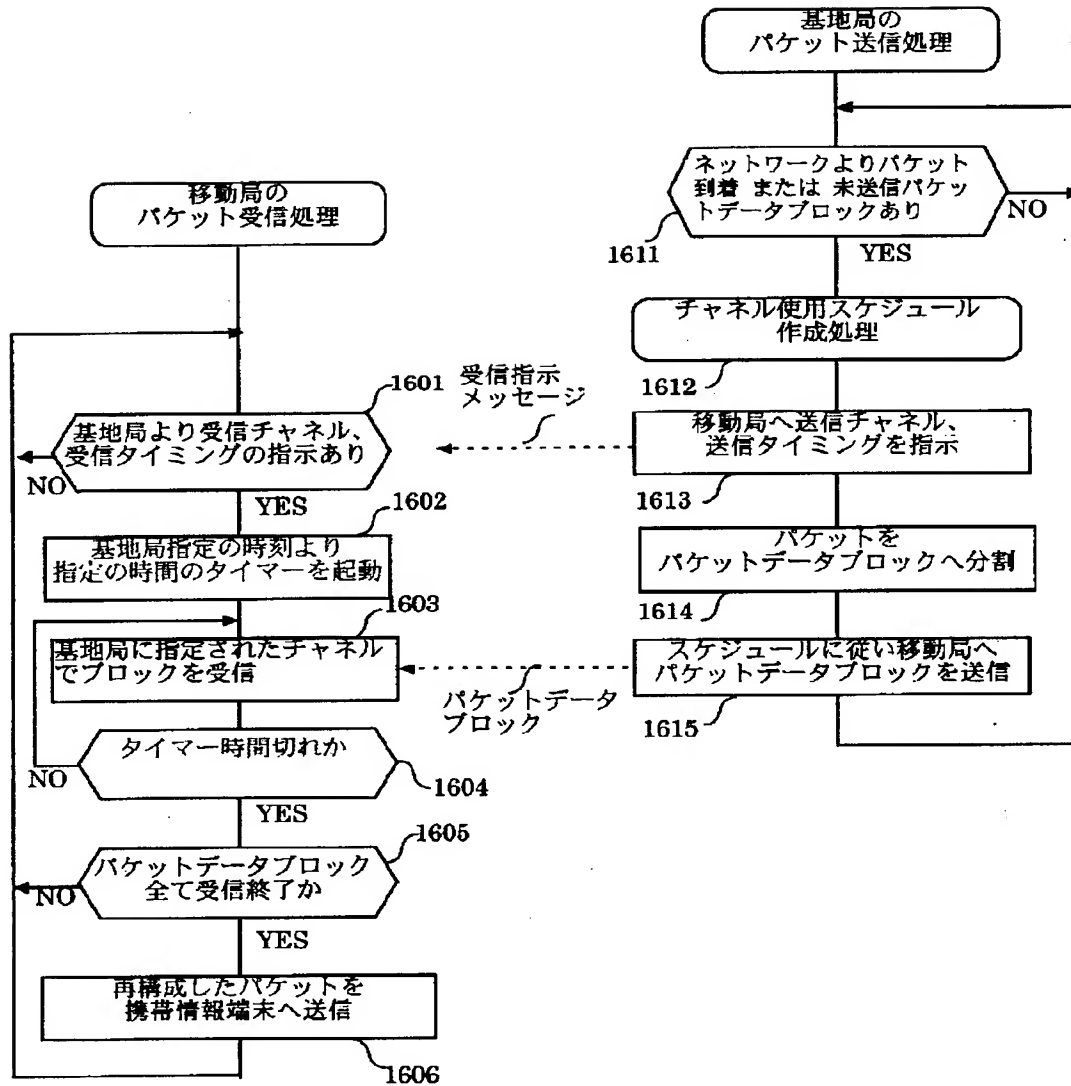 移動局の
パケット受信処理
1601
基地局より受信チャネル、
受信タイミングの指示あり
NO
YES
1602
基地局指定の時刻より
指定の時間のタイマーを起動
1603
基地局に指定されたチャネル
でブロックを受信
タイマー時間切れか
NO
1604
YES
1605
パケットデータブロック
全て受信終了か
NO
YES
再構成したパケットを
携帯情報端末へ送信
1606
受信指示
メッセージ
パケットデータ
ブロック
基地局の
パケット送信処理
ネットワークよりパケット
到着 または 未送信パケッ
トデータブロックあり
NO
1611
YES
チャネル使用スケジュール
作成処理
1612
移動局へ送信チャネル、
送信タイミングを指示
1613
パケットを
パケットデータブロックへ分割
1614
スケジュールに従い移動局へ
パケットデータブロックを送信
1615